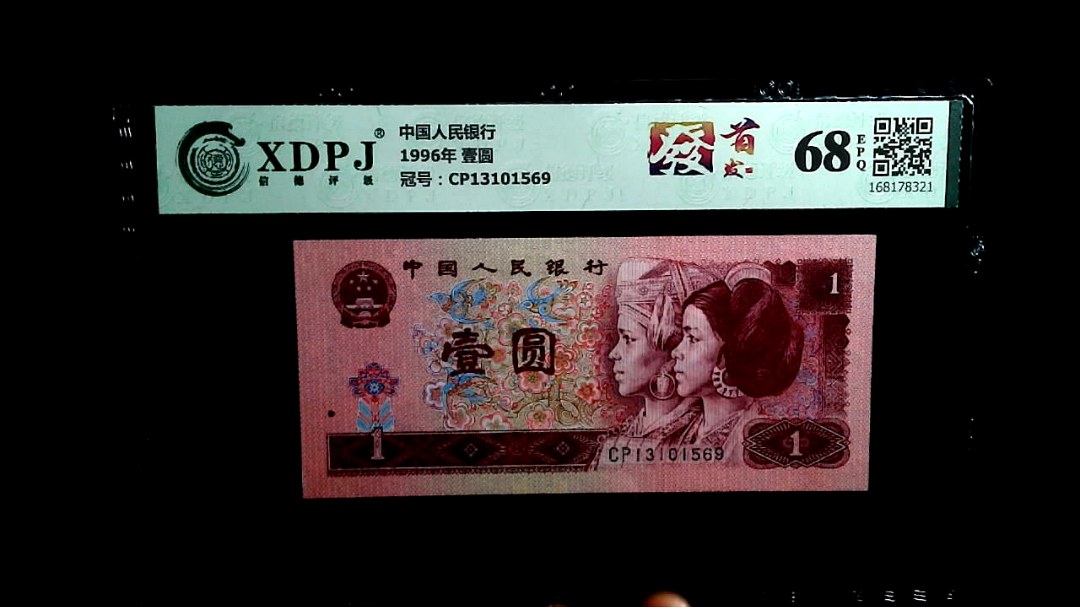 XDPJ®
信德评级
中国人民银行
1996年 壹圆
冠号：CP13101569
發
首
发
68
EPQ
168178321
中国人民银行
1
壹圆
1
CP13101569
1